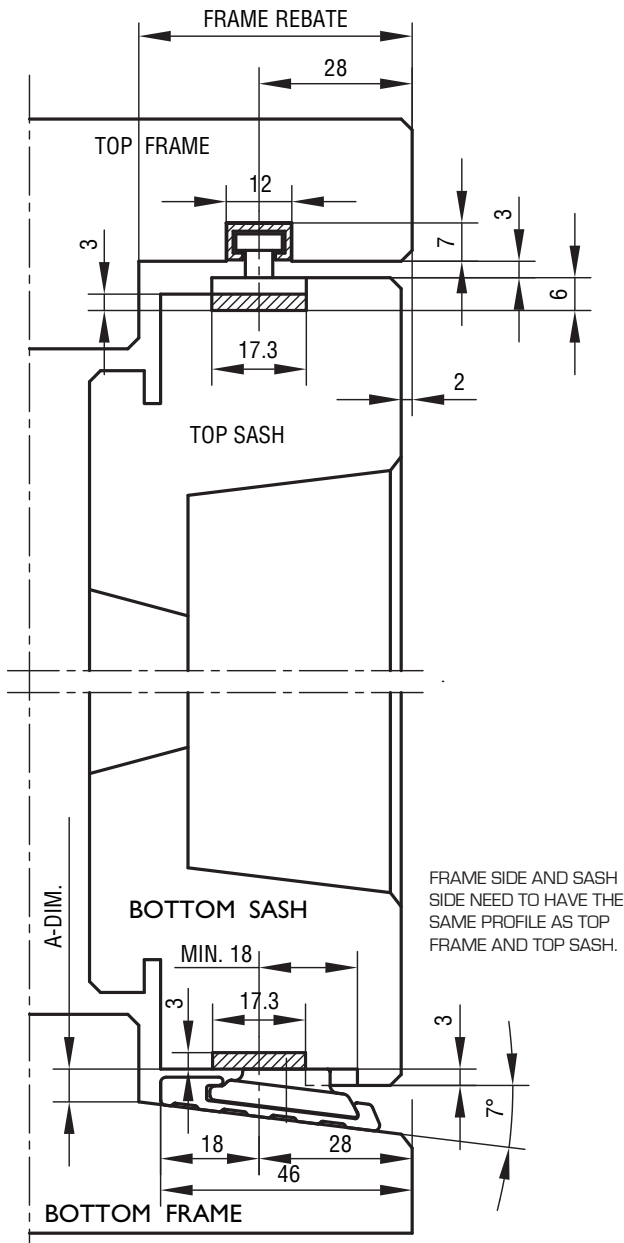 FRAME REBATE
28
TOP FRAME
12
3
3
7
6
17.3
2
TOP SASH
A-DIM.
BOTTOM SASH
FRAME SIDE AND SASH
SIDE NEED TO HAVE THE
SAME PROFILE AS TOP
FRAME AND TOP SASH.
MIN. 18
3
17.3
3
7°
18
28
46
BOTTOM FRAME